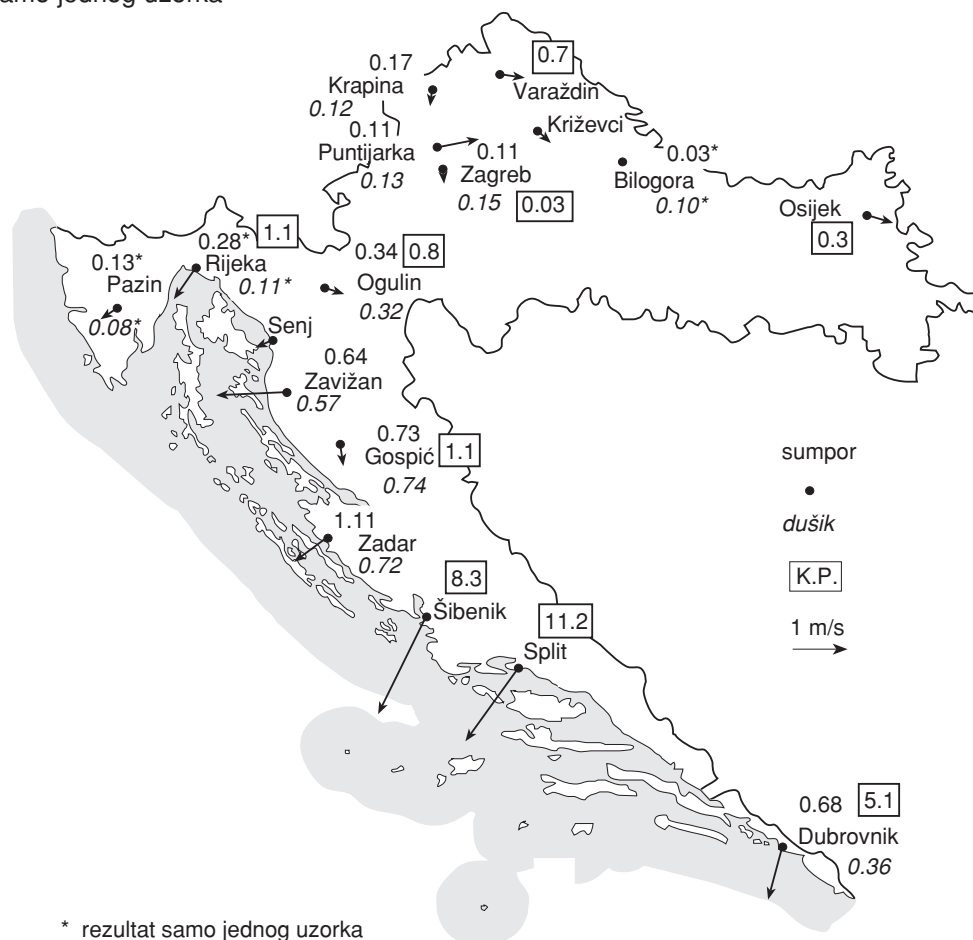 samo jednog uzorka
0.17
Krapina
0.12
0.7
Varaždin
0.11
Puntijarka
0.13
Križevci
0.11
Zagreb
0.15
0.03
0.03*
Bilogora
0.10*
Osijek
0.3
0.13*
Pazin
0.08*
0.28*
1.1
Rijeka
0.11*
0.34
0.8
Ogulin
0.32
Senj
0.64
Zavižan
0.57
0.73
Gospić
1.1
0.74
1.11
Zadar
0.72
8.3
Šibenik
11.2
Split
0.68
5.1
Dubrovnik
0.36
sumpor
dušik
K.P.
1 m/s
* rezultat samo jednog uzorka